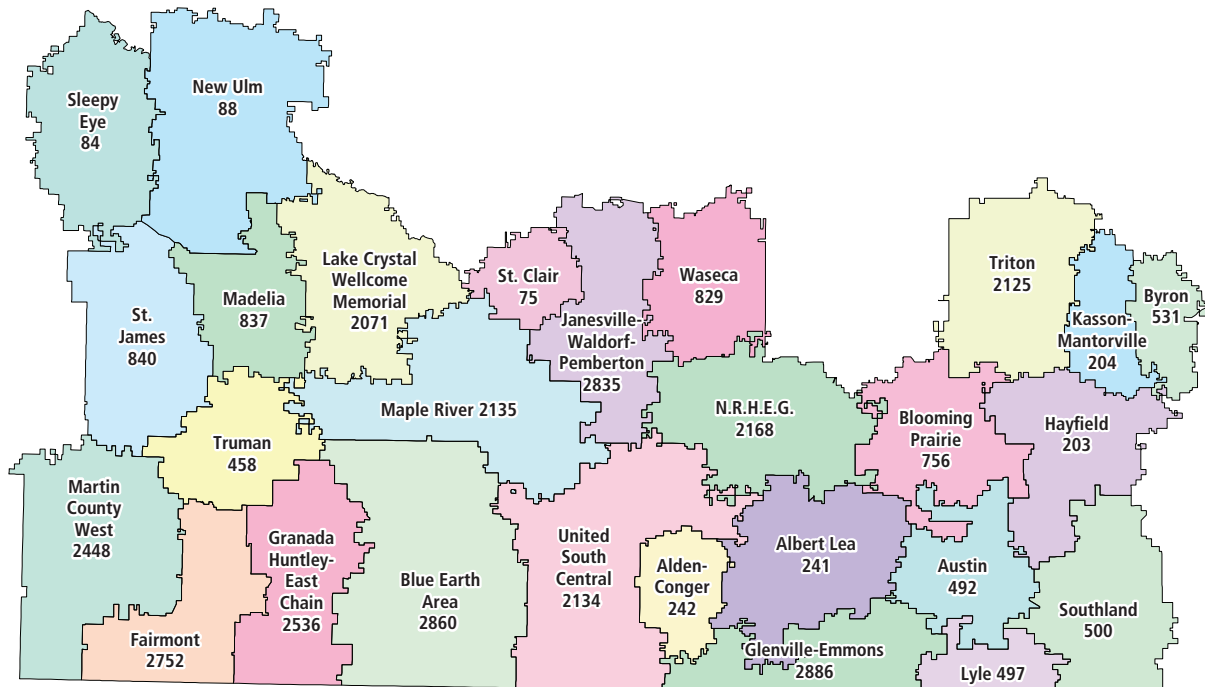 Sleepy
Eye
84
New Ulm
88
Lake Crystal
Wellcome
Memorial
2071
Madelia
837
St.
James
840
St. Clair
75
Janesville-
Waldorf-
Pemberton
2835
Waseca
829
Triton
2125
Kasson-
Mantorville
204
Byron
531
Maple River 2135
N.R.H.E.G.
2168
Blooming
Prairie
756
Hayfield
203
Truman
458
Martin
County
West
2448
Granada
Huntley-
East
Chain
2536
Blue Earth
Area
2860
United
South
Central
2134
Alden-
Conger
242
Albert Lea
241
Austin
492
Southland
500
Fairmont
2752
Glenville-Emmons
2886
Lyle 497